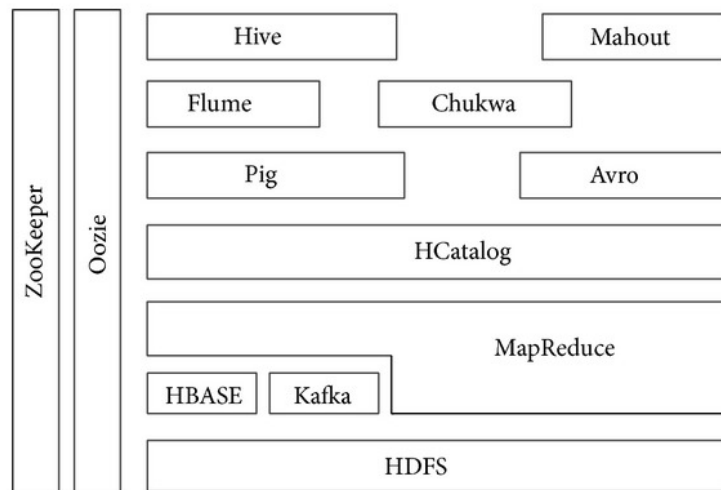 ZooKeeper
Oozie
Hive
Mahout
Flume
Chukwa
Pig
Avro
HCatalog
MapReduce
HBASE
Kafka
HDFS